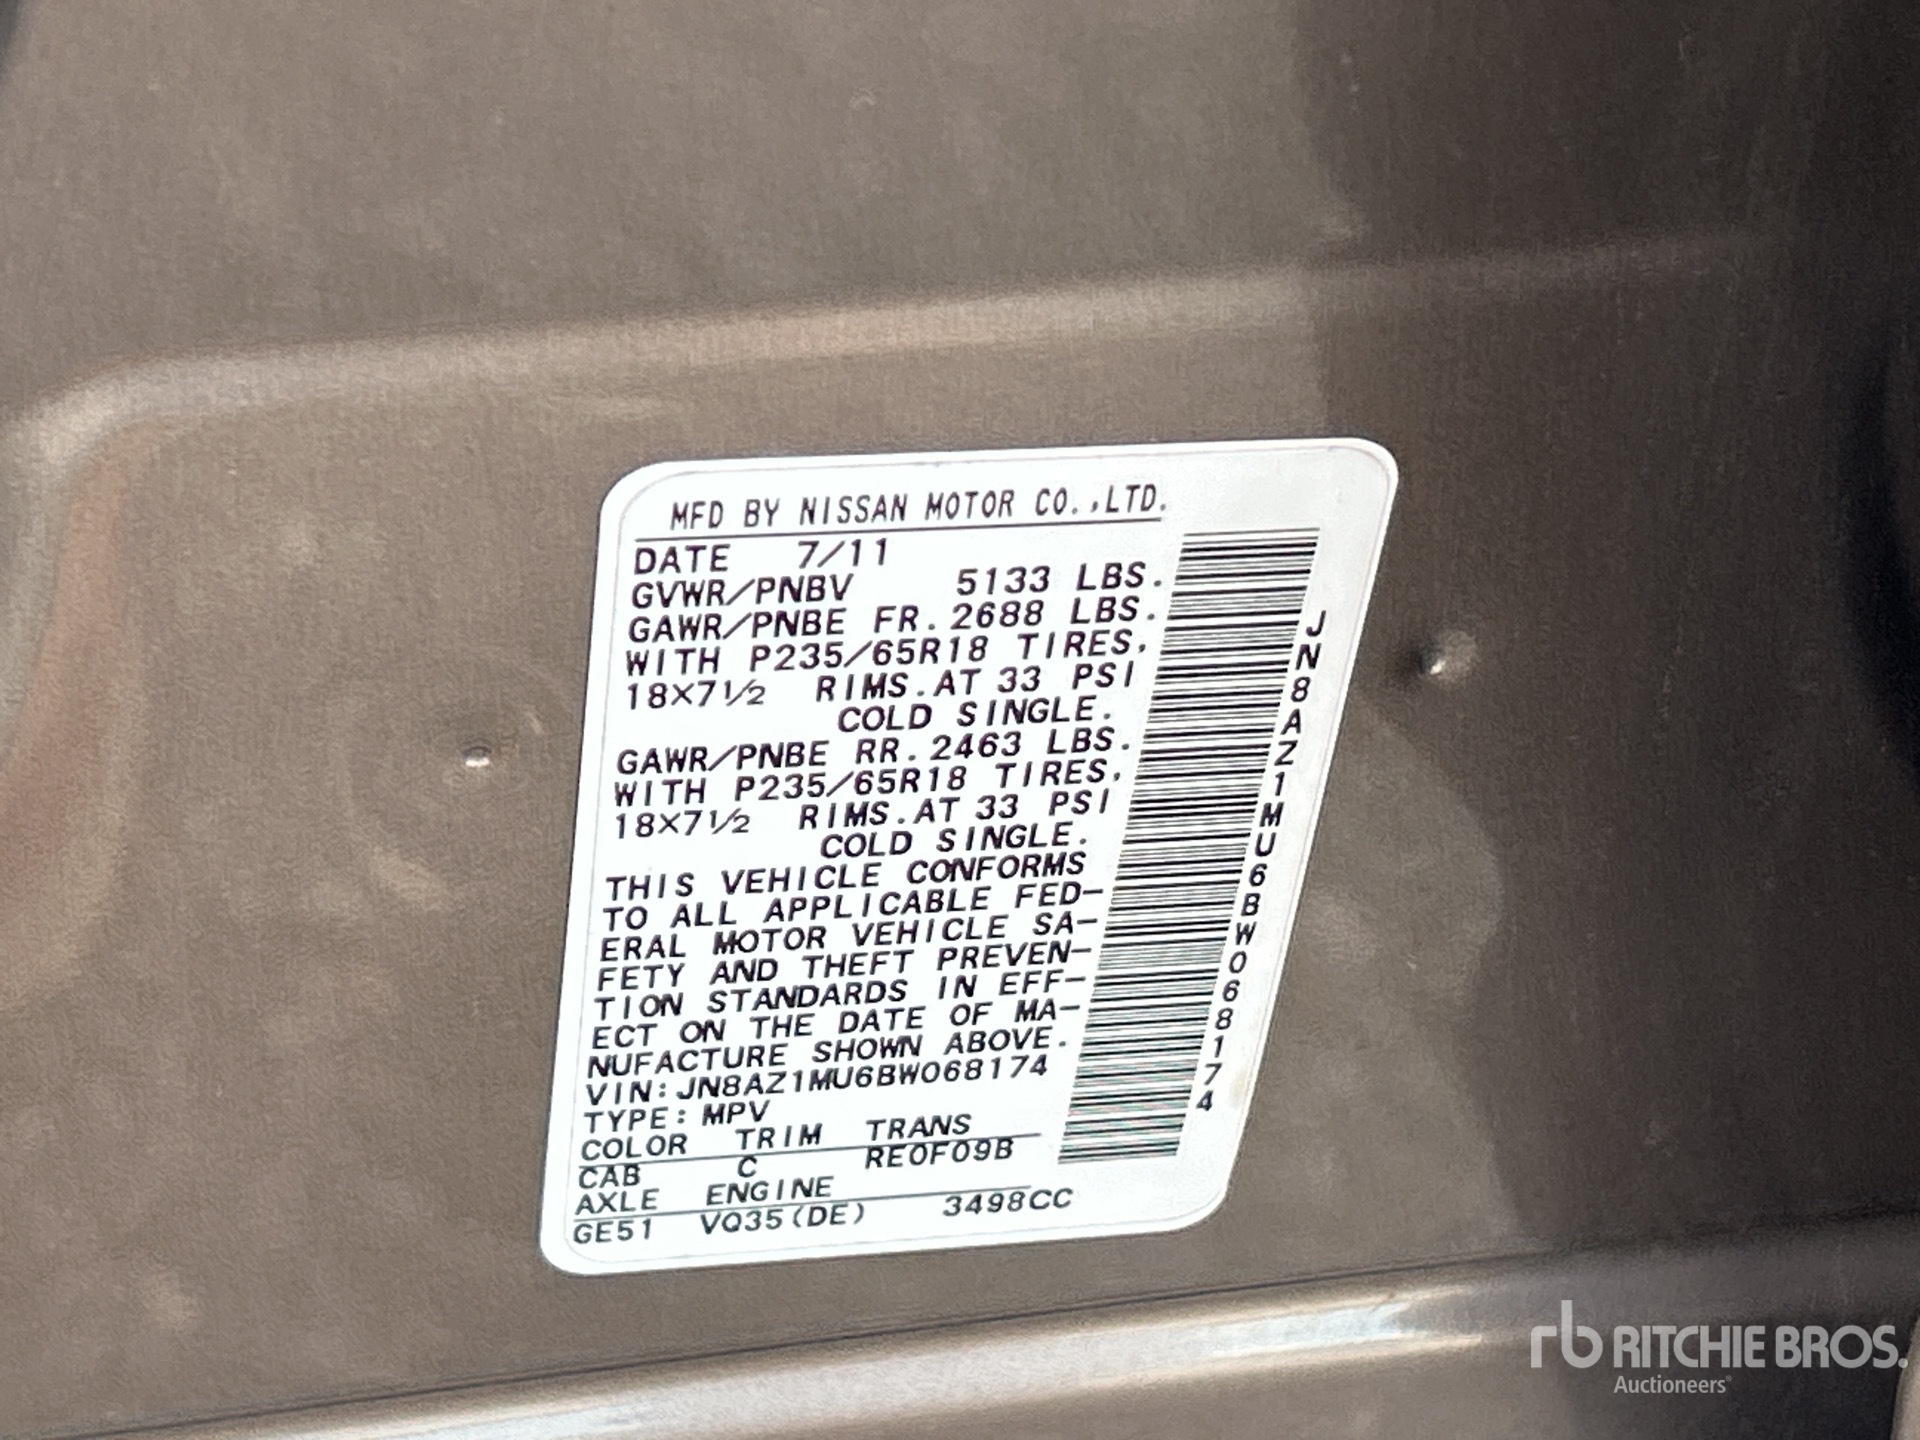 MFD BY NISSAN MOTOR CO.,LTD.
DATE 7/11
GVWR/PNBV 5133 LBS.
GAWR/PNBE FR. 2688 LBS.
WITH P235/65R18 TIRES,
18×7½ RIMS. AT 33 PSI
COLD SINGLE.
GAWR/PNBE RR. 2463 LBS.
WITH P235/65R18 TIRES,
18×7½ RIMS. AT 33 PSI
COLD SINGLE.
THIS VEHICLE CONFORMS
TO ALL APPLICABLE FED-
ERAL MOTOR VEHICLE SA-
FETY AND THEFT PREVEN-
TION STANDARDS IN EFF-
ECT ON THE DATE OF MA-
NUFACTURE SHOWN ABOVE.
VIN: JN8AZ1MU6BW068174
TYPE: MPV
COLOR TRIM TRANS
CAB C RE0F09B
AXLE ENGINE
GE51 VQ35(DE) 3498CC
JN8AZ1MU6BW068174
rb RITCHIE BROS.
Auctioneers®